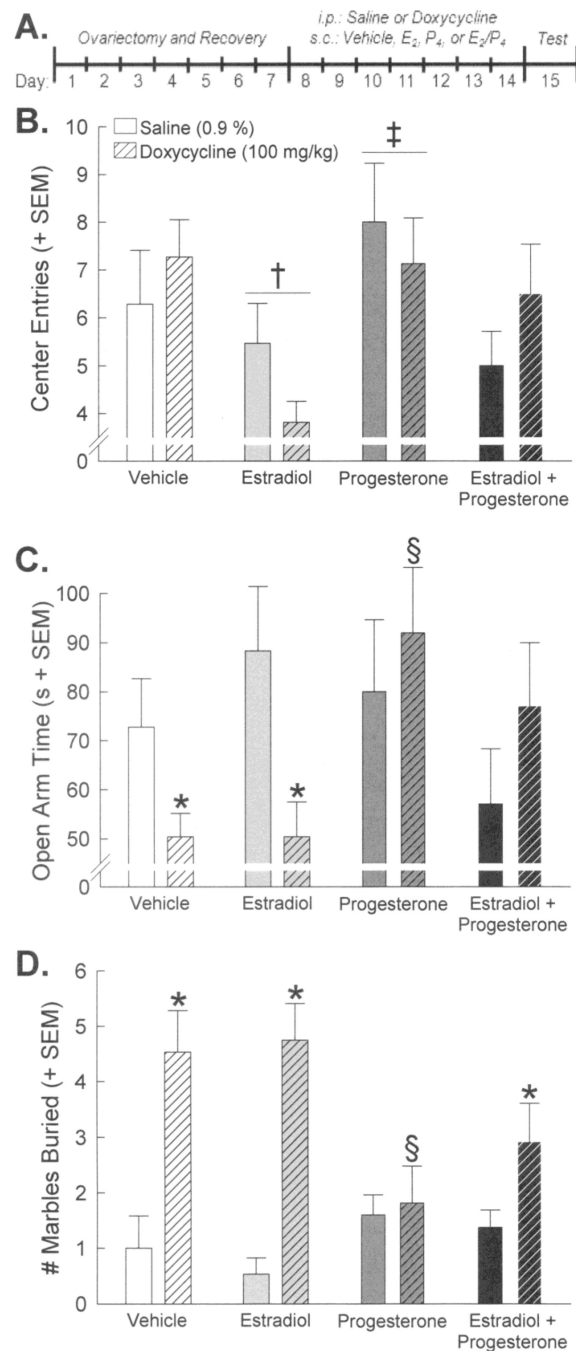 A.
Ovariectomy and Recovery
i.p.: Saline or Doxycycline
s.c.: Vehicle, E2, P4, or E2/P4
Test
Day: 1 2 3 4 5 6 7 8 9 10 11 12 13 14 15
B.
Saline (0.9 %)
Doxycycline (100 mg/kg)
Center Entries (+ SEM)
10
9
8
7
6
5
4
0
†
‡
Vehicle Estradiol Progesterone Estradiol +
Progesterone
C.
Open Arm Time (s + SEM)
100
90
80
70
60
50
0
*
*
§
Vehicle Estradiol Progesterone Estradiol +
Progesterone
D.
# Marbles Buried (+ SEM)
6
5
4
3
2
1
0
*
*
§
*
Vehicle Estradiol Progesterone Estradiol +
Progesterone